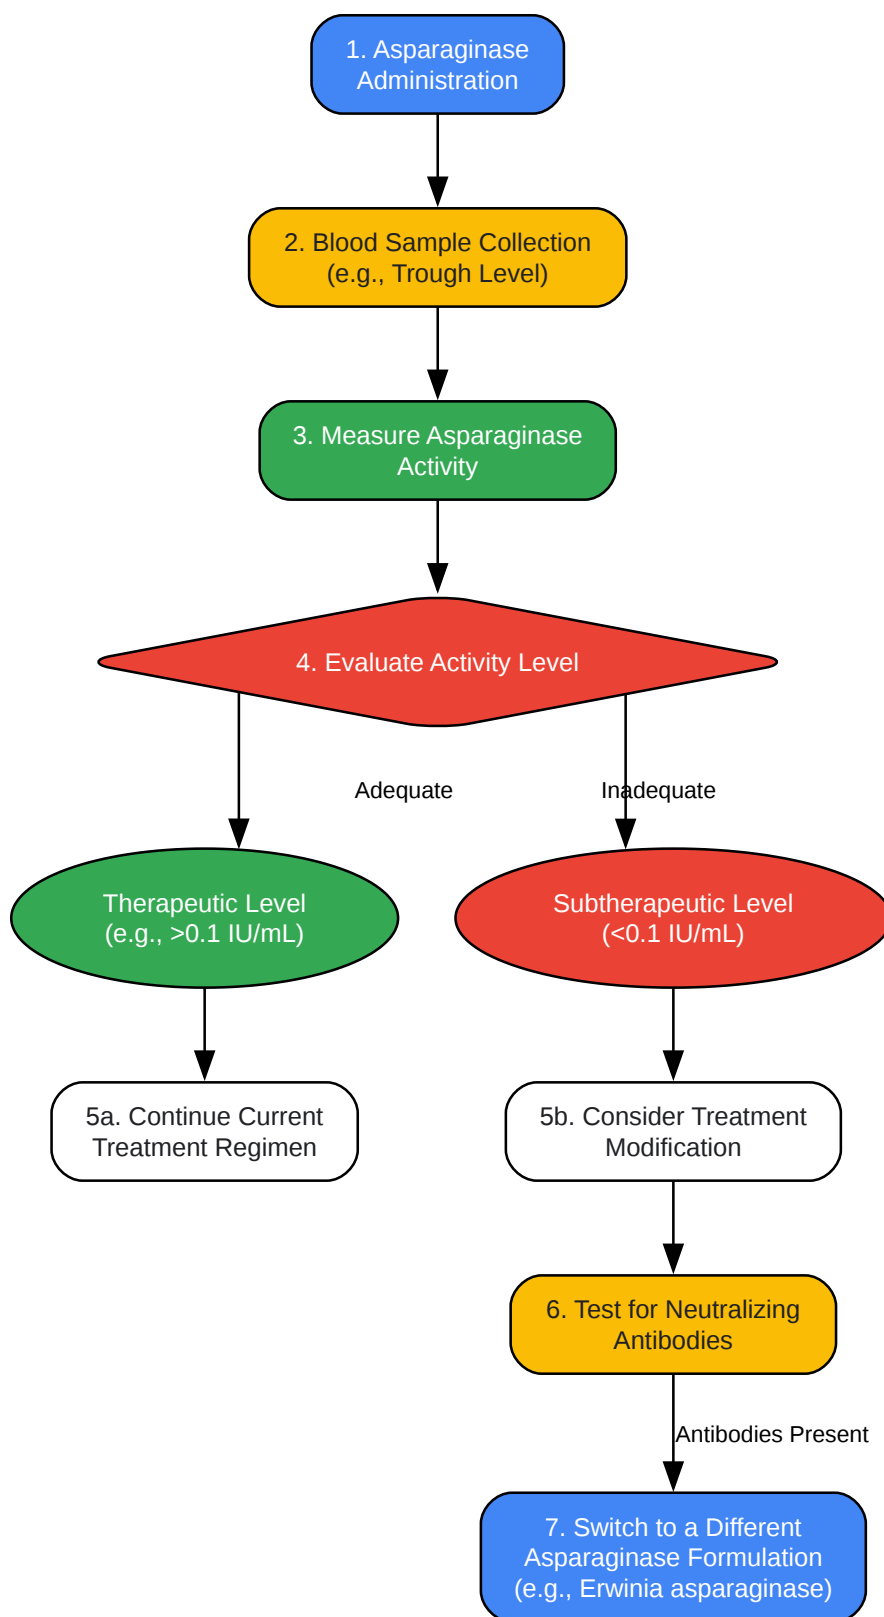 1. Asparaginase
Administration
2. Blood Sample Collection
(e.g., Trough Level)
3. Measure Asparaginase
Activity
4. Evaluate Activity Level
Adequate
Inadequate
Therapeutic Level
(e.g., >0.1 IU/mL)
Subtherapeutic Level
(<0.1 IU/mL)
5a. Continue Current
Treatment Regimen
5b. Consider Treatment
Modification
6. Test for Neutralizing
Antibodies
Antibodies Present
7. Switch to a Different
Asparaginase Formulation
(e.g., Erwinia asparaginase)